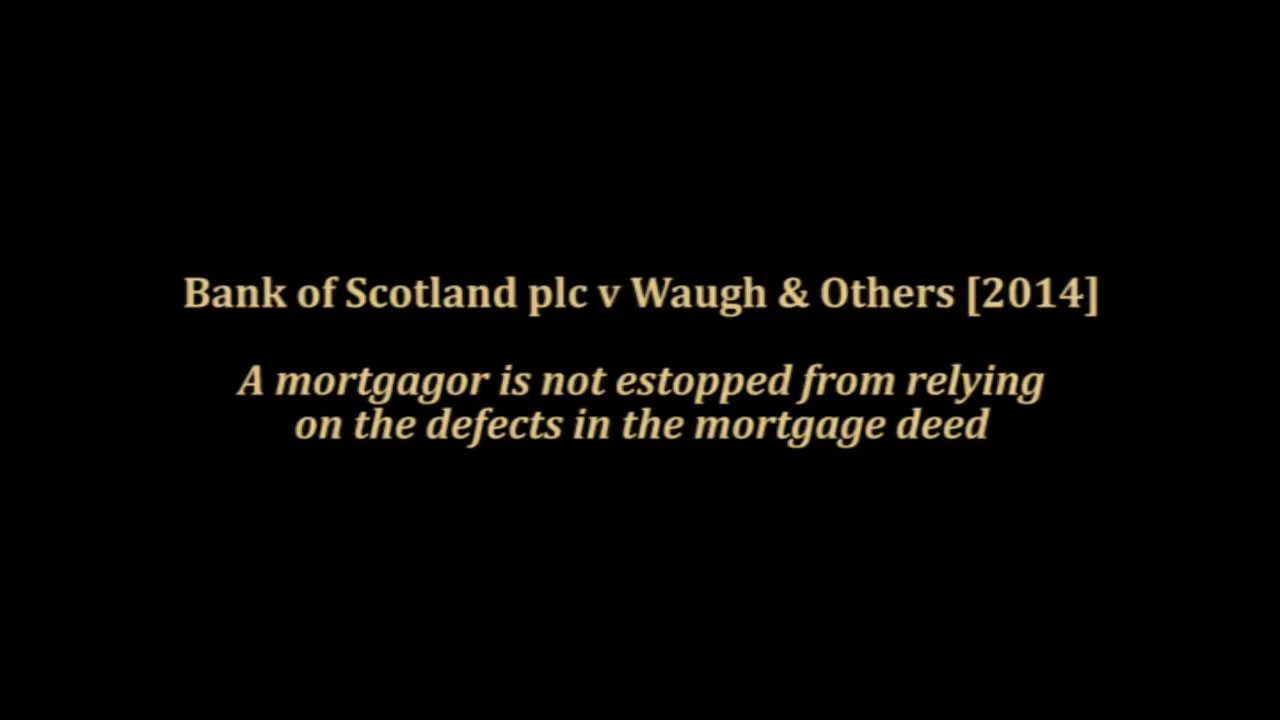 Bank of Scotland plc v Waugh & Others [2014]
A mortgagor is not estopped from relying
on the defects in the mortgage deed